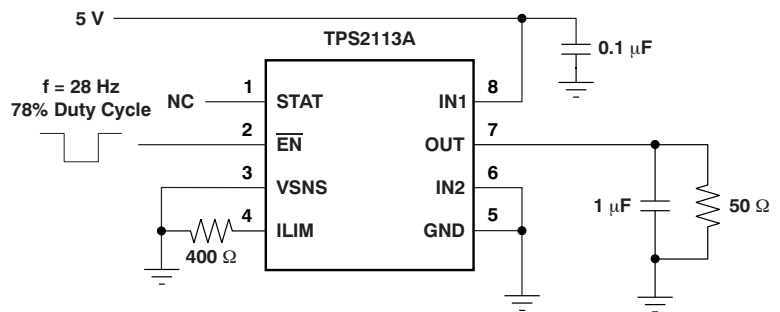 5 V
TPS2113A
0.1 μF
f = 28 Hz
78% Duty Cycle
NC
1
STAT
IN1
8
2
EN
OUT
7
3
VSNS
IN2
6
4
ILIM
GND
5
400 Ω
1 μF
50 Ω